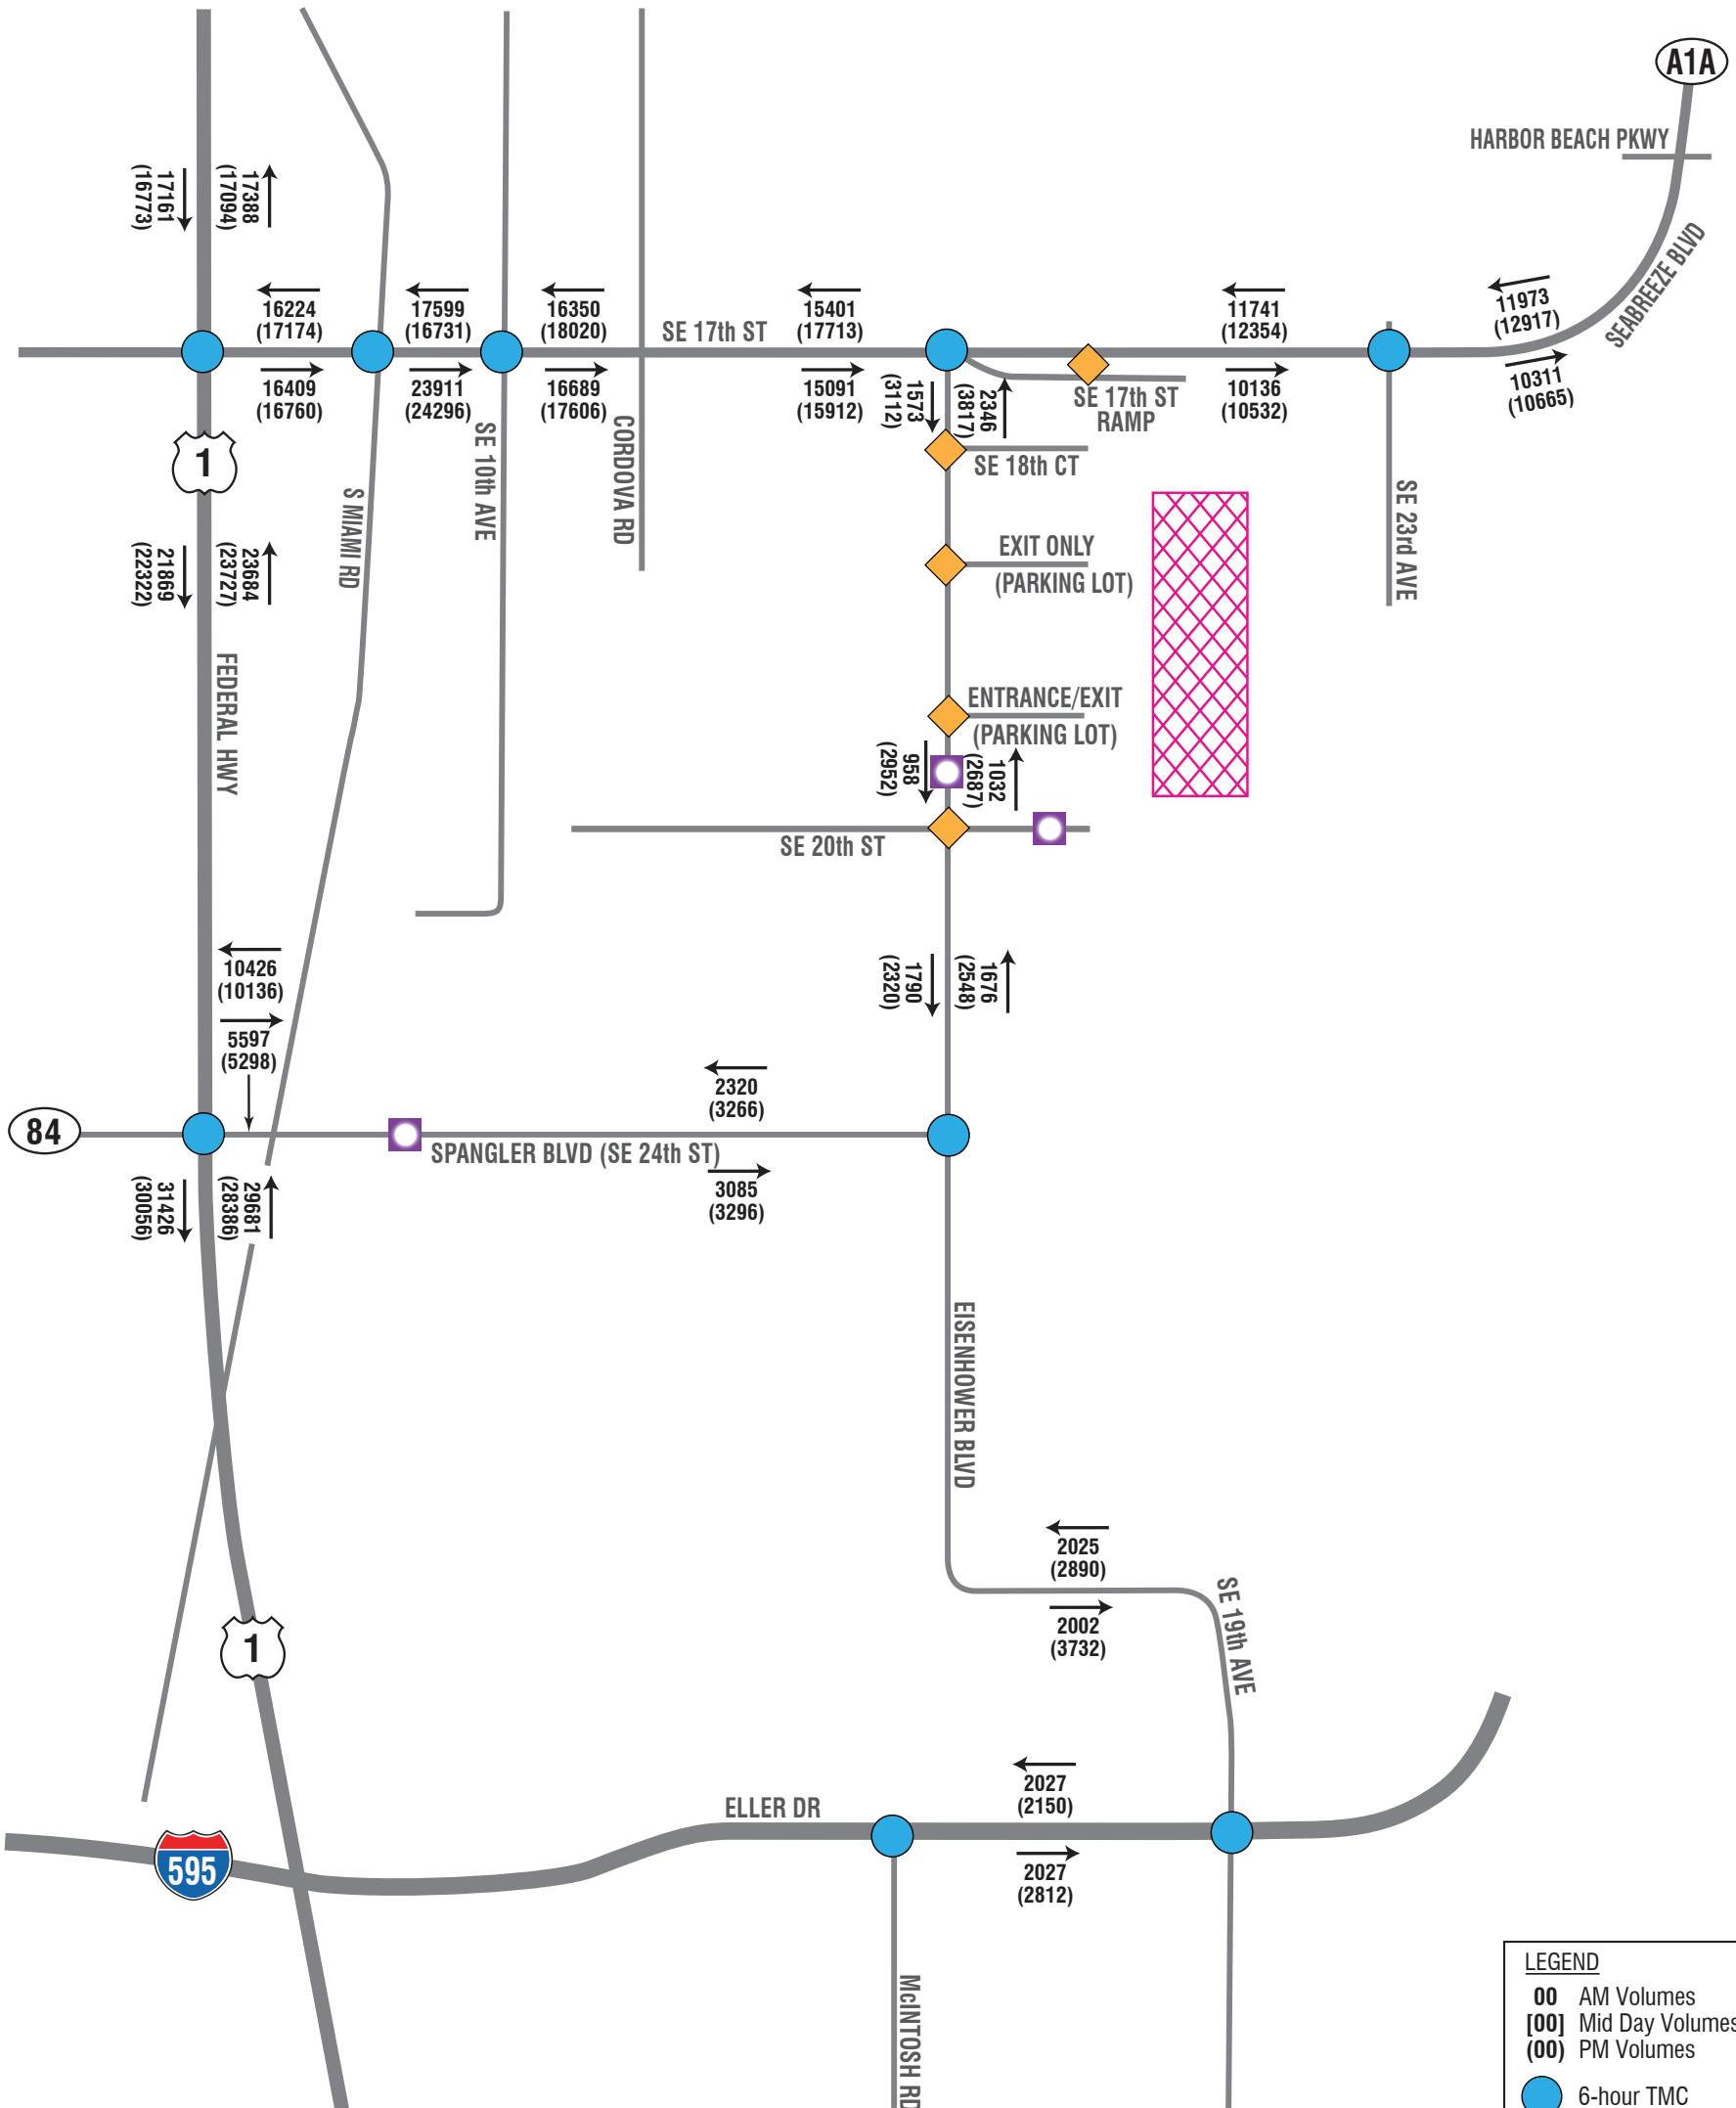 A1A
HARBOR BEACH PKWY
SEABREEZE BLVD
17161
(16773)
17388
(17094)
16224
(17174)
17599
(16731)
16350
(18020)
SE 17th ST
15401
(17713)
11741
(12354)
11973
(12917)
16409
(16760)
23911
(24296)
16689
(17606)
15091
(15912)
1573
(3112)
2346
(3817)
SE 17th ST
RAMP
10136
(10532)
10311
(10665)
1
S MIAMI RD
SE 10th AVE
CORDOVA RD
SE 18th CT
SE 23rd AVE
21869
(22322)
23684
(23727)
EXIT ONLY
(PARKING LOT)
FEDERAL HWY
ENTRANCE/EXIT
(PARKING LOT)
958
(2952)
1032
(2687)
SE 20th ST
10426
(10136)
5597
(5298)
1790
(2320)
1676
(2548)
2320
(3266)
84
SPANGLER BLVD (SE 24th ST)
3085
(3296)
31426
(30056)
29681
(28386)
EISENHOWER BLVD
2025
(2890)
2002
(3732)
SE 19th AVE
1
2027
(2150)
ELLER DR
2027
(2812)
595
McINTOSH RD
LEGEND
00 AM Volumes
[00] Mid Day Volumes
(00) PM Volumes
6-hour TMC